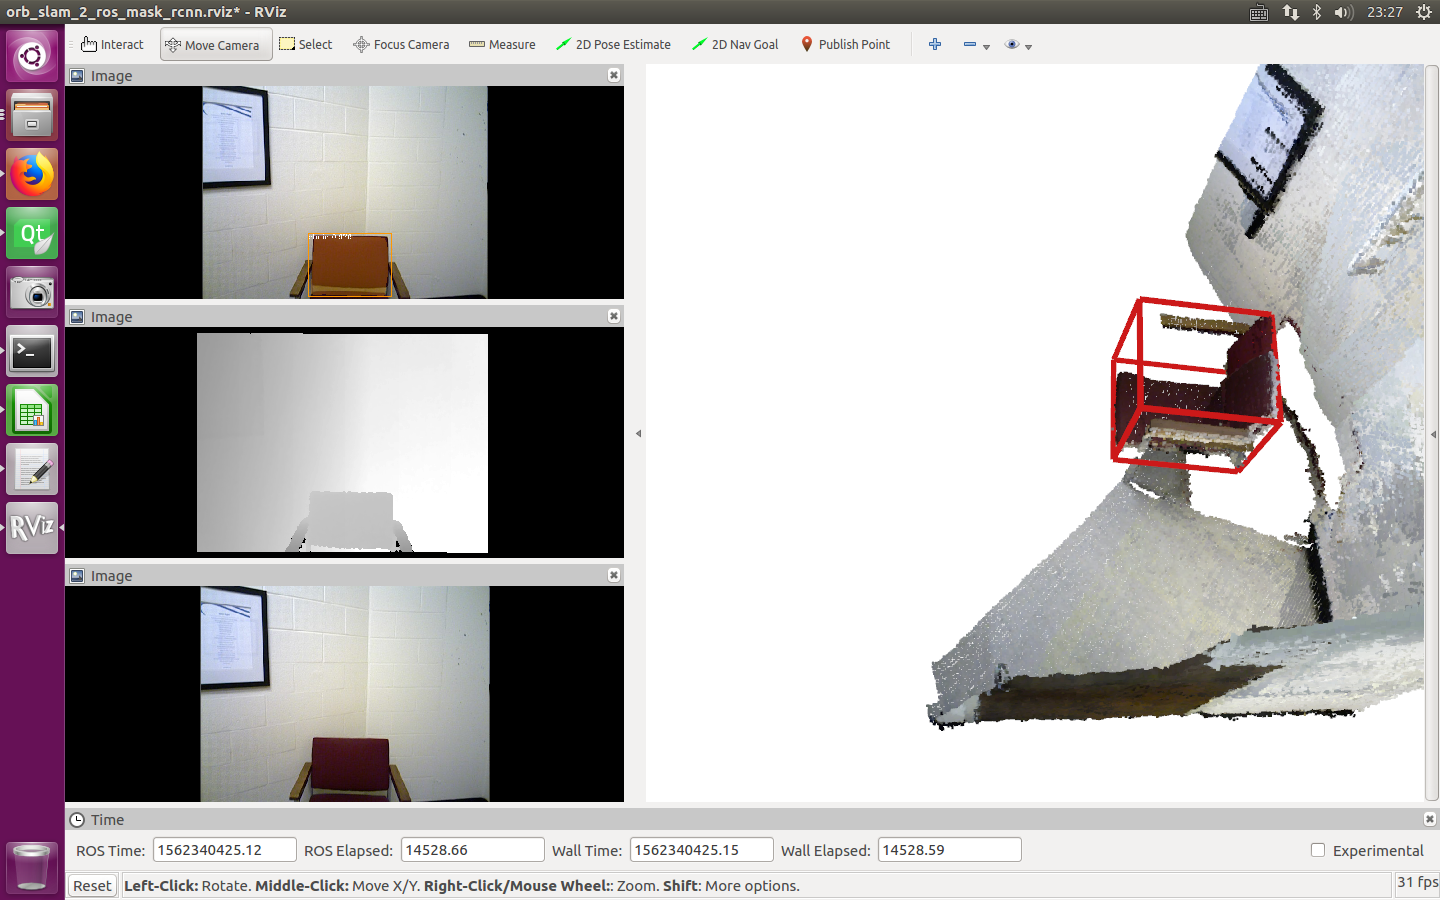 orb_slam_2_ros_mask_rcnn.rviz* - RViz
23:27
Interact
Move Camera
Select
Focus Camera
Measure
2D Pose Estimate
2D Nav Goal
Publish Point
Image
Image
Image
Qt
>_
RViz
Time
ROS Time: 1562340425.12
ROS Elapsed: 14528.66
Wall Time: 1562340425.15
Wall Elapsed: 14528.59
Experimental
Reset
Left-Click: Rotate. Middle-Click: Move X/Y. Right-Click/Mouse Wheel:: Zoom. Shift: More options.
31 fps